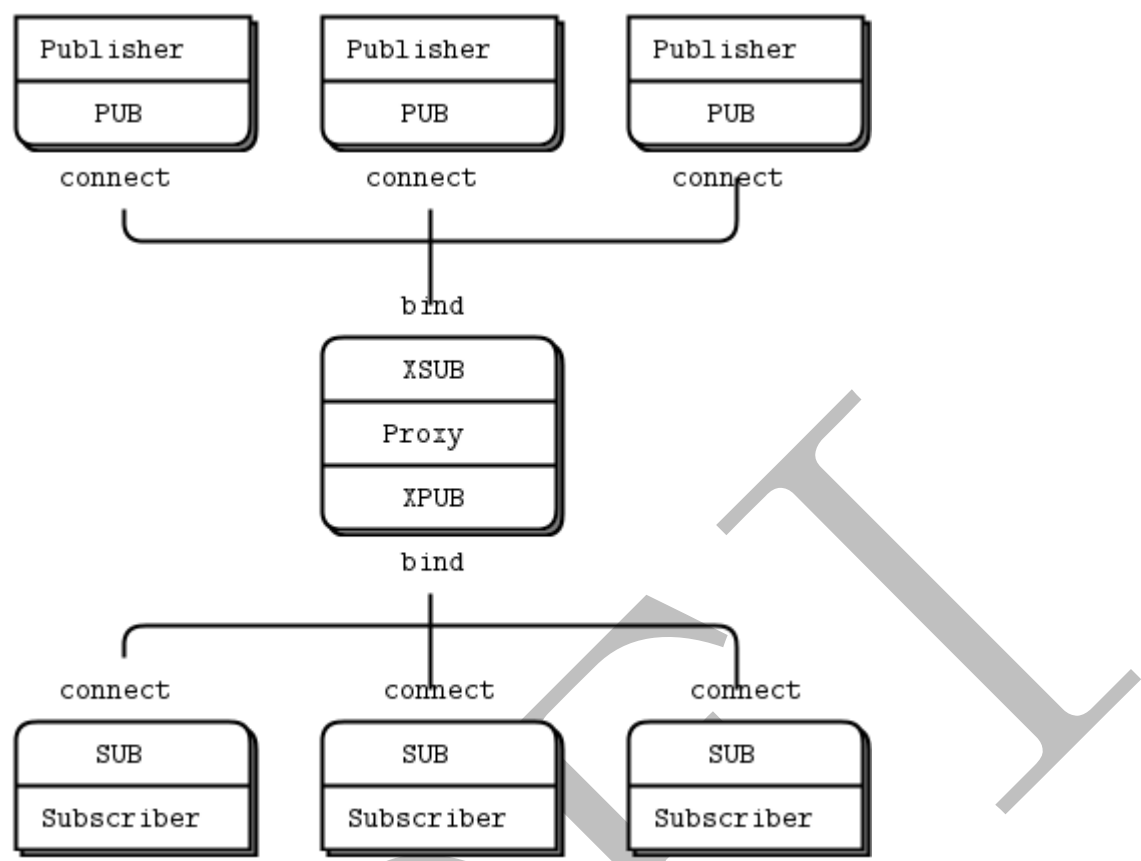 Publisher Publisher Publisher
PUB PUB PUB
connect connect connect
bind
XSUB
Proxy
XPUB
bind
connect connect connect
SUB SUB SUB
Subscriber Subscriber Subscriber